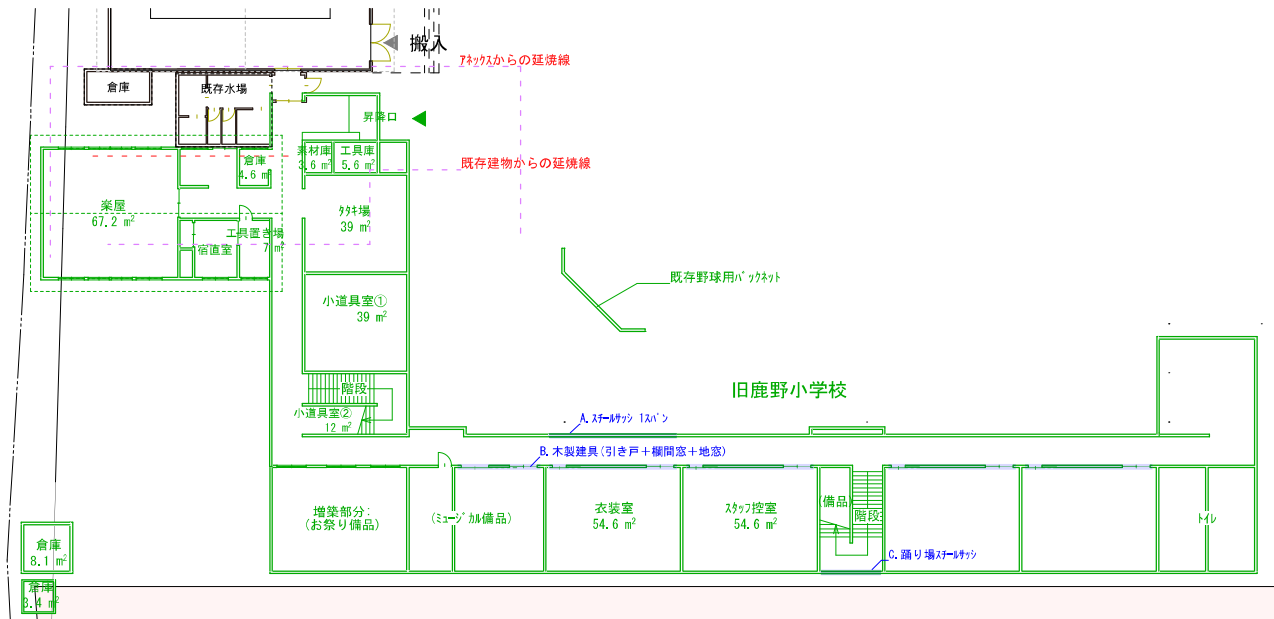 搬入
アネックスからの延焼線
倉庫
既存水場
昇降口
既存建物からの延焼線
素材庫
3.6 m²
工具庫
5.6 m²
倉庫
4.6 m²
楽屋
67.2 m²
タタキ場
39 m²
工具置き場
7 m²
宿直室
既存野球用バックネット
小道具室①
39 m²
階段
小道具室②
12 m²
旧鹿野小学校
A. スチールサッシ 1スパン
B. 木製建具(引き戸＋欄間窓＋地窓)
増築部分:
(お祭り備品)
(ミュージカル備品)
衣装室
54.6 m²
スタッフ控室
54.6 m²
(備品)
階段
トイレ
C. 踊り場スチールサッシ
倉庫
8.1 m²
倉庫
3.4 m²